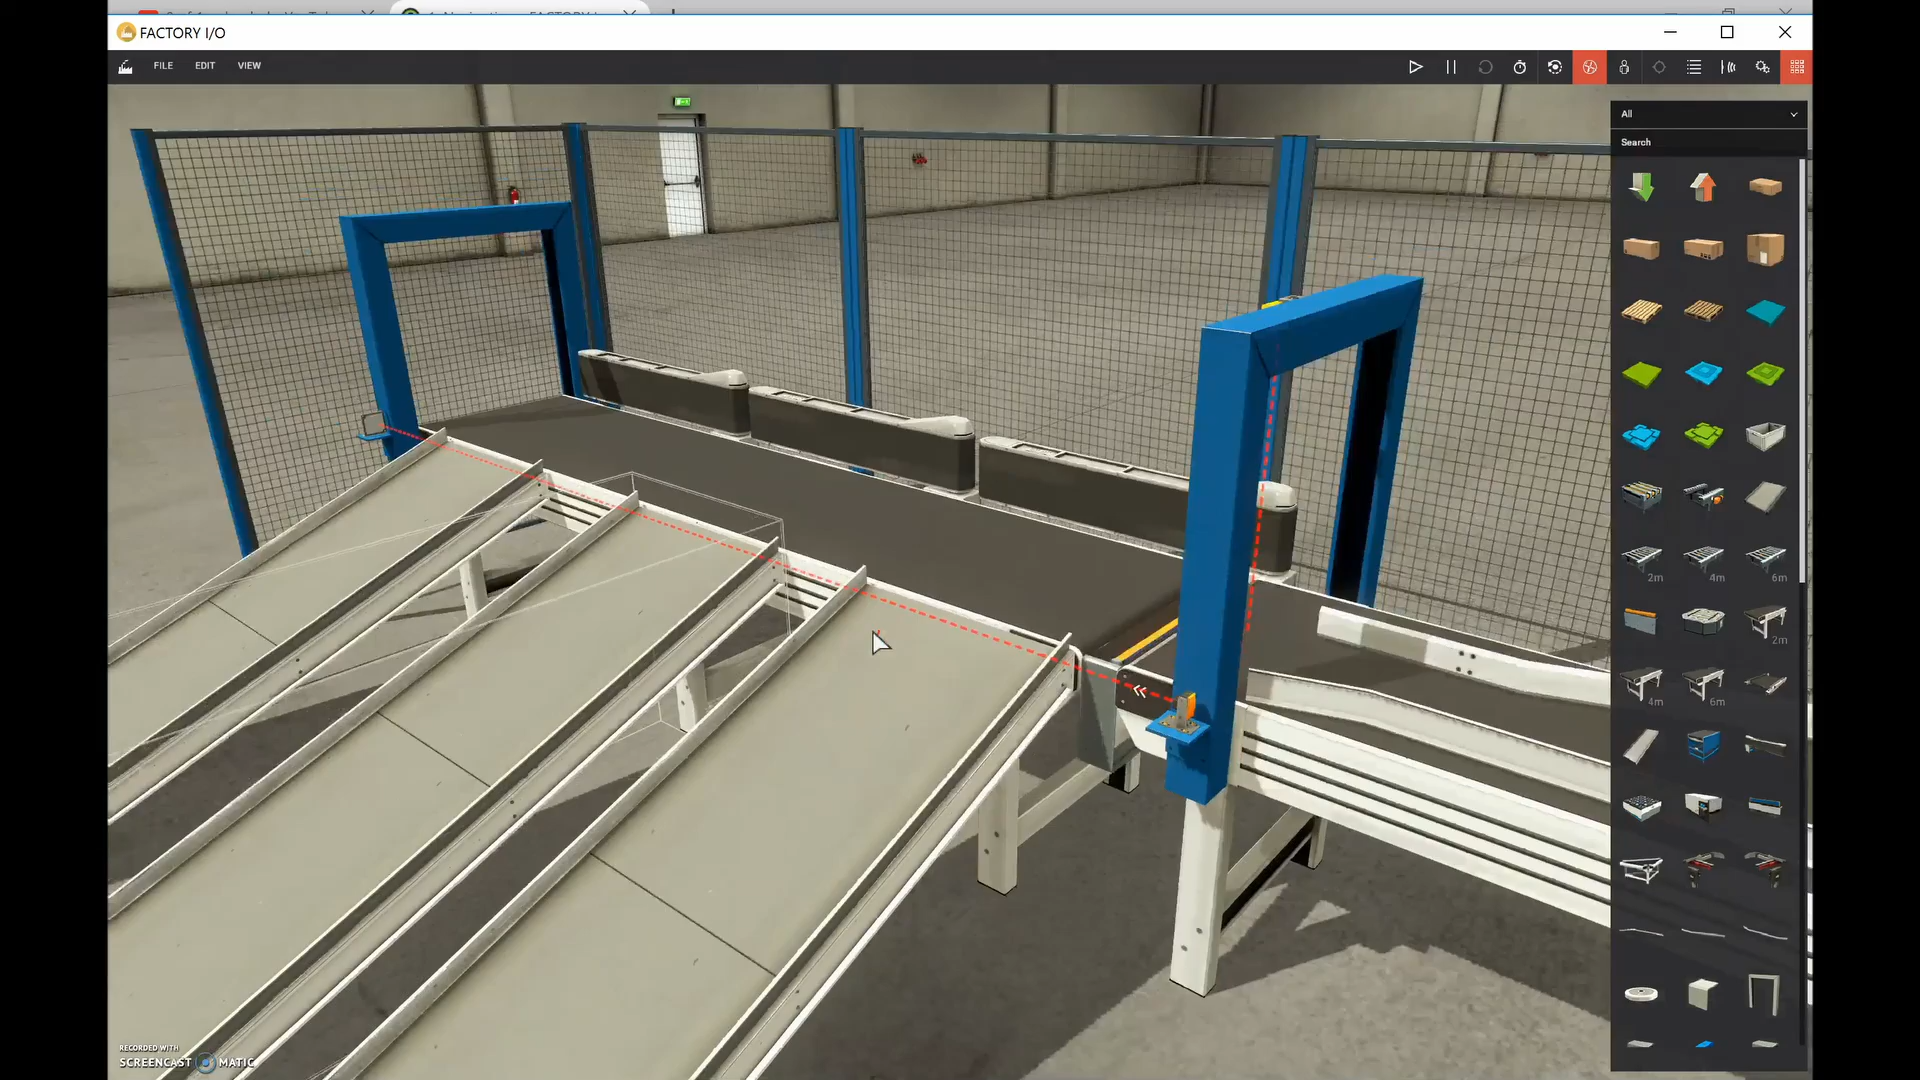 FACTORY I/O
FILE EDIT VIEW
All
Search
2m 4m 6m
2m
4m 6m
RECORDED WITH
SCREENCAST MATIC